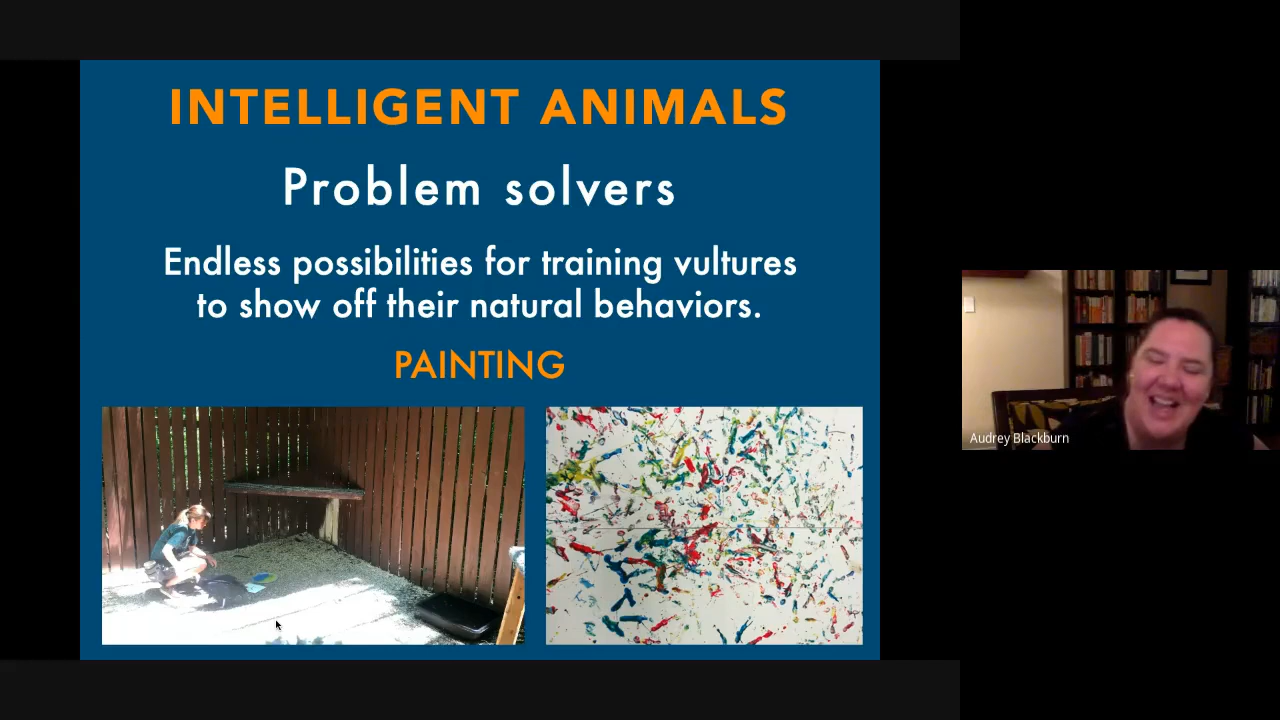 INTELLIGENT ANIMALS
Problem solvers
Endless possibilities for training vultures
to show off their natural behaviors.
PAINTING
Audrey Blackburn